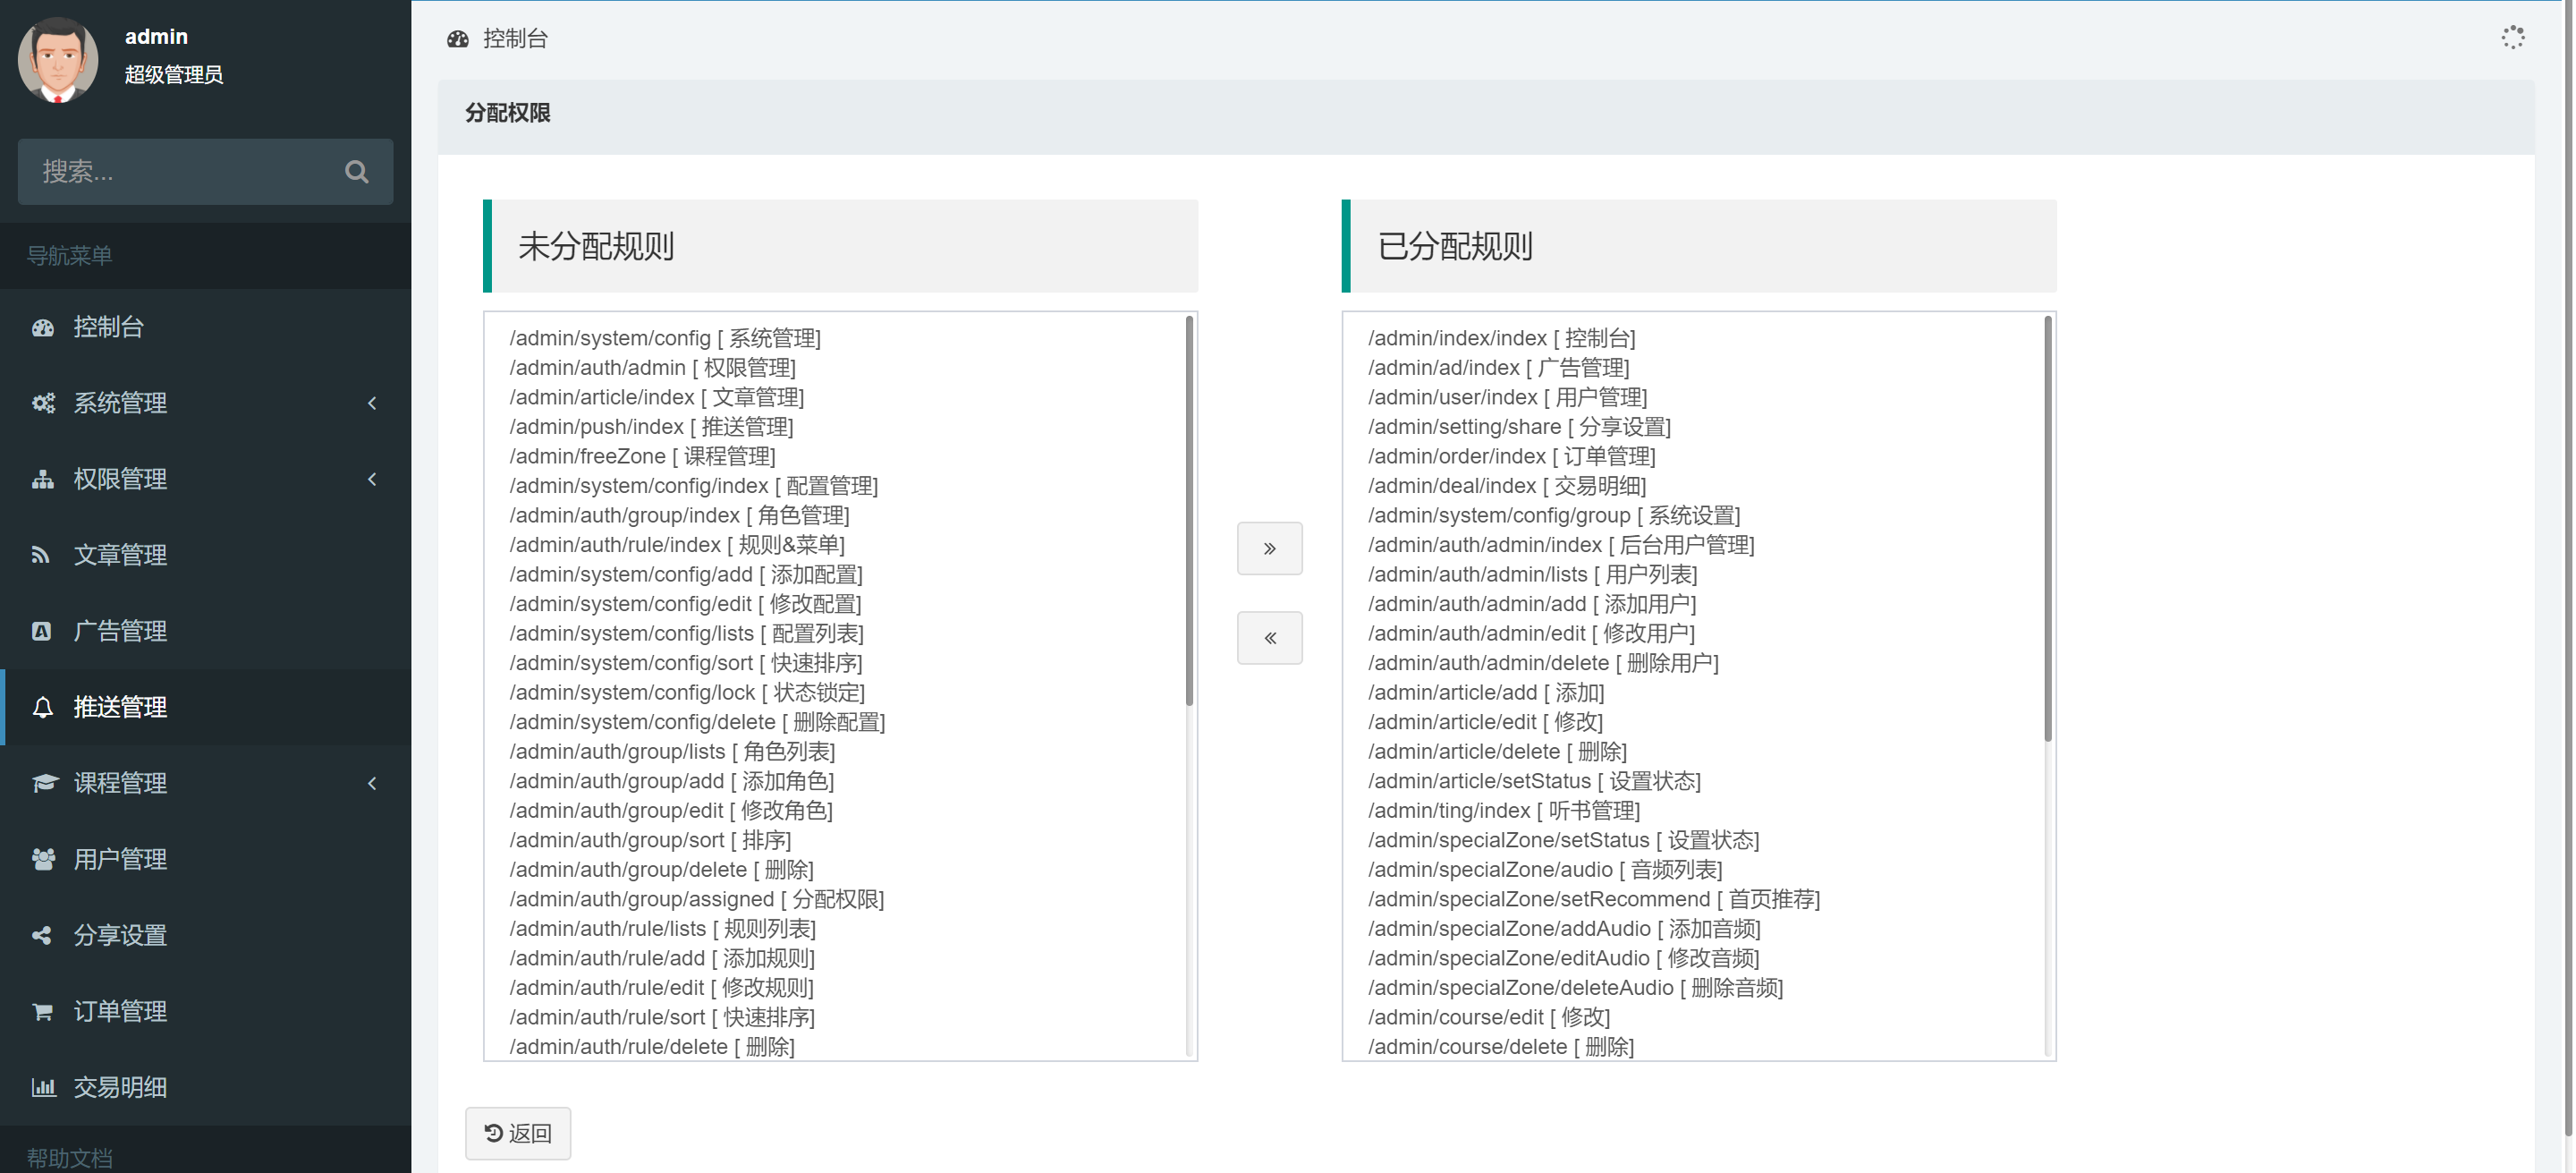 admin
超级管理员
搜索...
导航菜单
控制台
系统管理
权限管理
文章管理
广告管理
推送管理
课程管理
用户管理
分享设置
订单管理
交易明细
帮助文档
控制台
分配权限
未分配规则
/admin/system/config [ 系统管理]
/admin/auth/admin [ 权限管理]
/admin/article/index [ 文章管理]
/admin/push/index [ 推送管理]
/admin/freeZone [ 课程管理]
/admin/system/config/index [ 配置管理]
/admin/auth/group/index [ 角色管理]
/admin/auth/rule/index [ 规则&菜单]
/admin/system/config/add [ 添加配置]
/admin/system/config/edit [ 修改配置]
/admin/system/config/lists [ 配置列表]
/admin/system/config/sort [ 快速排序]
/admin/system/config/lock [ 状态锁定]
/admin/system/config/delete [ 删除配置]
/admin/auth/group/lists [ 角色列表]
/admin/auth/group/add [ 添加角色]
/admin/auth/group/edit [ 修改角色]
/admin/auth/group/sort [ 排序]
/admin/auth/group/delete [ 删除]
/admin/auth/group/assigned [ 分配权限]
/admin/auth/rule/lists [ 规则列表]
/admin/auth/rule/add [ 添加规则]
/admin/auth/rule/edit [ 修改规则]
/admin/auth/rule/sort [ 快速排序]
/admin/auth/rule/delete [ 删除]
»
«
已分配规则
/admin/index/index [ 控制台]
/admin/ad/index [ 广告管理]
/admin/user/index [ 用户管理]
/admin/setting/share [ 分享设置]
/admin/order/index [ 订单管理]
/admin/deal/index [ 交易明细]
/admin/system/config/group [ 系统设置]
/admin/auth/admin/index [ 后台用户管理]
/admin/auth/admin/lists [ 用户列表]
/admin/auth/admin/add [ 添加用户]
/admin/auth/admin/edit [ 修改用户]
/admin/auth/admin/delete [ 删除用户]
/admin/article/add [ 添加]
/admin/article/edit [ 修改]
/admin/article/delete [ 删除]
/admin/article/setStatus [ 设置状态]
/admin/ting/index [ 听书管理]
/admin/specialZone/setStatus [ 设置状态]
/admin/specialZone/audio [ 音频列表]
/admin/specialZone/setRecommend [ 首页推荐]
/admin/specialZone/addAudio [ 添加音频]
/admin/specialZone/editAudio [ 修改音频]
/admin/specialZone/deleteAudio [ 删除音频]
/admin/course/edit [ 修改]
/admin/course/delete [ 删除]
返回